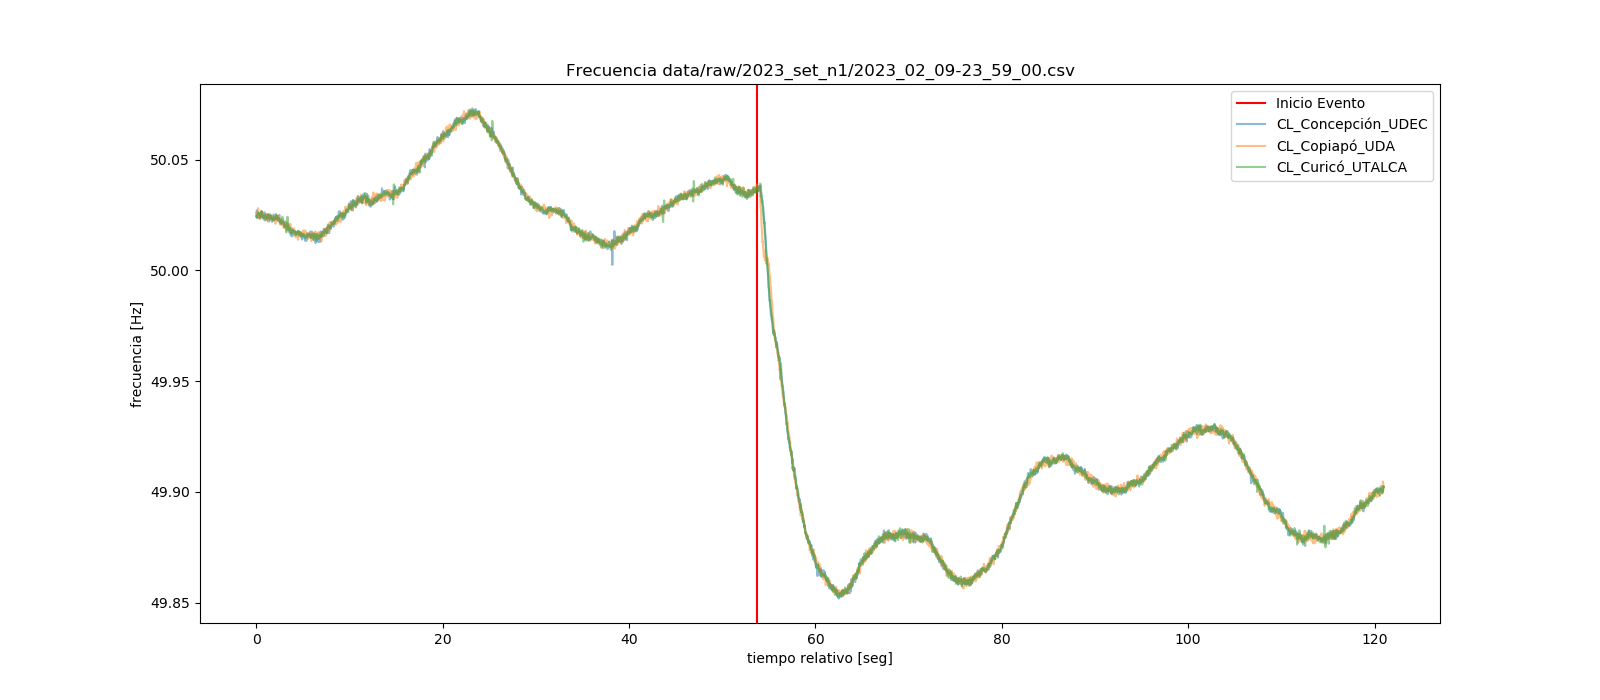 Frecuencia data/raw/2023_set_n1/2023_02_09-23_59_00.csv
Inicio Evento
CL_Concepción_UDEC
CL_Copiapó_UDA
CL_Curicó_UTALCA
50.05
50.00
49.95
49.90
49.85
frecuencia [Hz]
0 20 40 60 80 100 120
tiempo relativo [seg]